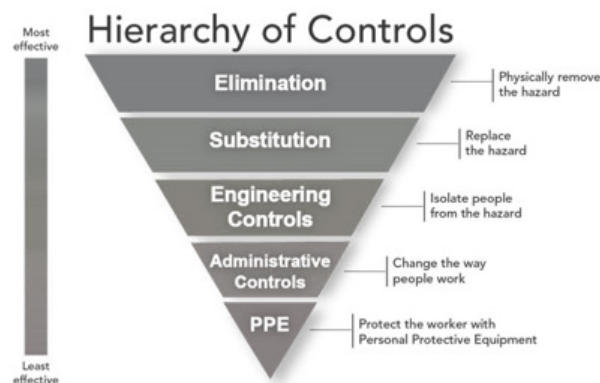 Hierarchy of Controls
Most
effective
Elimination
Physically remove
the hazard
Substitution
Replace
the hazard
Engineering
Controls
Isolate people
from the hazard
Administrative
Controls
Change the way
people work
PPE
Protect the worker with
Personal Protective Equipment
Least
effective